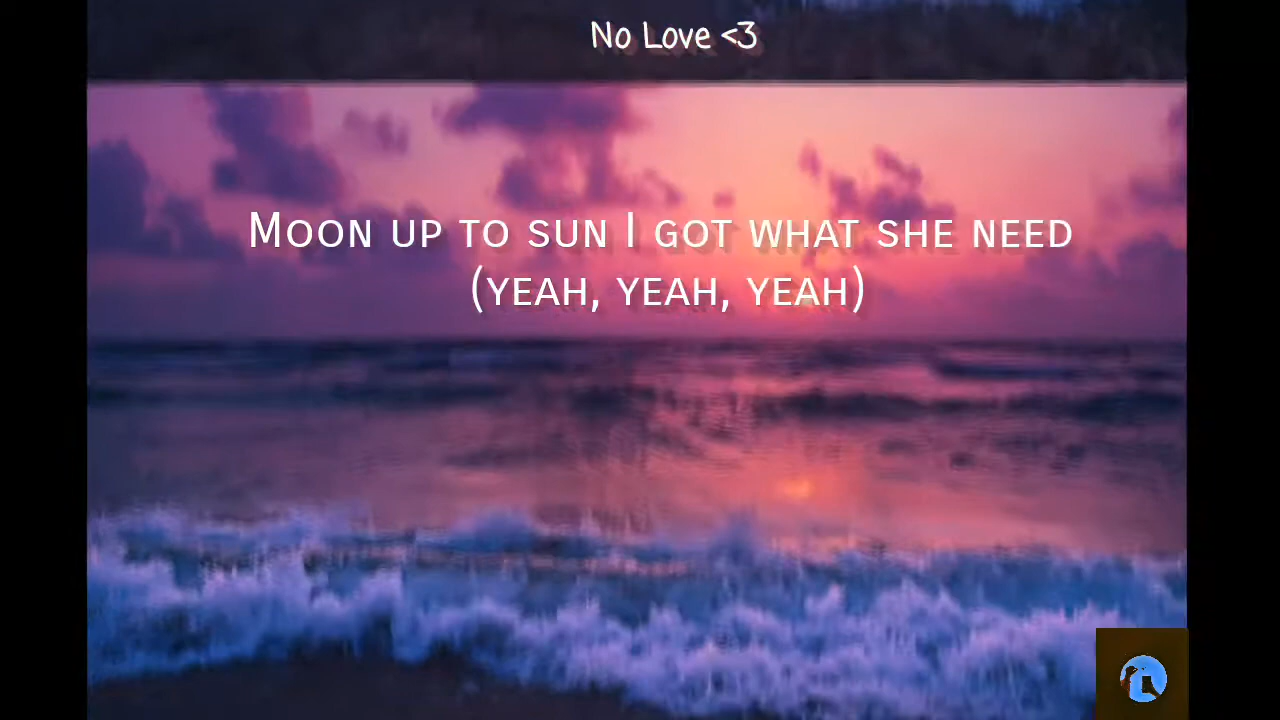 No Love <3
Moon up to sun I got what she need
(yeah, yeah, yeah)